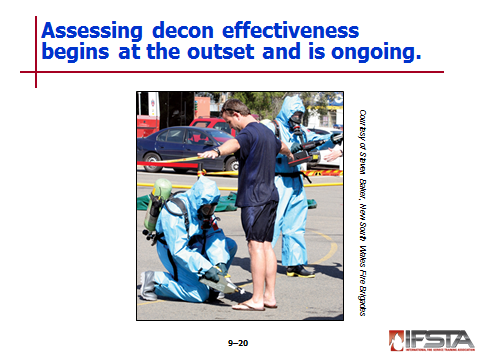 Assessing decon effectiveness
begins at the outset and is ongoing.
Courtesy of Steven Baker, New South Wales Fire Brigades
9–20
IFSTA
INTERNATIONAL FIRE SERVICE TRAINING ASSOCIATION